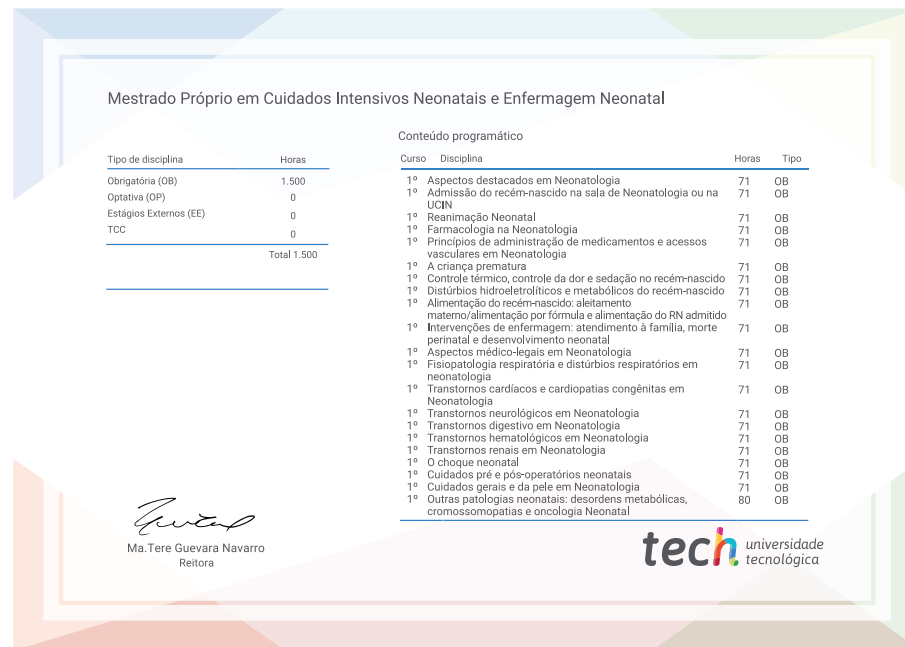 Mestrado Próprio em Cuidados Intensivos Neonatais e Enfermagem Neonatal
Tipo de disciplina Horas
Obrigatória (OB) 1.500
Optativa (OP) 0
Estágios Externos (EE) 0
TCC 0
Total 1.500
Conteúdo programático
Curso Disciplina Horas Tipo
1º Aspectos destacados em Neonatologia 71 OB
1º Admissão do recém-nascido na sala de Neonatologia ou na 71 OB
UCIN
1º Reanimação Neonatal 71 OB
1º Farmacologia na Neonatologia 71 OB
1º Princípios de administração de medicamentos e acessos 71 OB
vasculares em Neonatologia
1º A criança prematura 71 OB
1º Controle térmico, controle da dor e sedação no recém-nascido 71 OB
1º Distúrbios hidroeletrolíticos e metabólicos do recém-nascido 71 OB
1º Alimentação do recém-nascido: aleitamento 71 OB
materno/alimentação por fórmula e alimentação do RN admitido
1º Intervenções de enfermagem: atendimento à família, morte 71 OB
perinatal e desenvolvimento neonatal
1º Aspectos médico-legais em Neonatologia 71 OB
1º Fisiopatologia respiratória e distúrbios respiratórios em 71 OB
neonatologia
1º Transtornos cardíacos e cardiopatias congênitas em 71 OB
Neonatologia
1º Transtornos neurológicos em Neonatologia 71 OB
1º Transtornos digestivo em Neonatologia 71 OB
1º Transtornos hematológicos em Neonatologia 71 OB
1º Transtornos renais em Neonatologia 71 OB
1º O choque neonatal 71 OB
1º Cuidados pré e pós-operatórios neonatais 71 OB
1º Cuidados gerais e da pele em Neonatologia 71 OB
1º Outras patologias neonatais: desordens metabólicas, 80 OB
cromossomopatias e oncologia Neonatal
Ma.Tere Guevara Navarro
Reitora
tech universidade
tecnológica